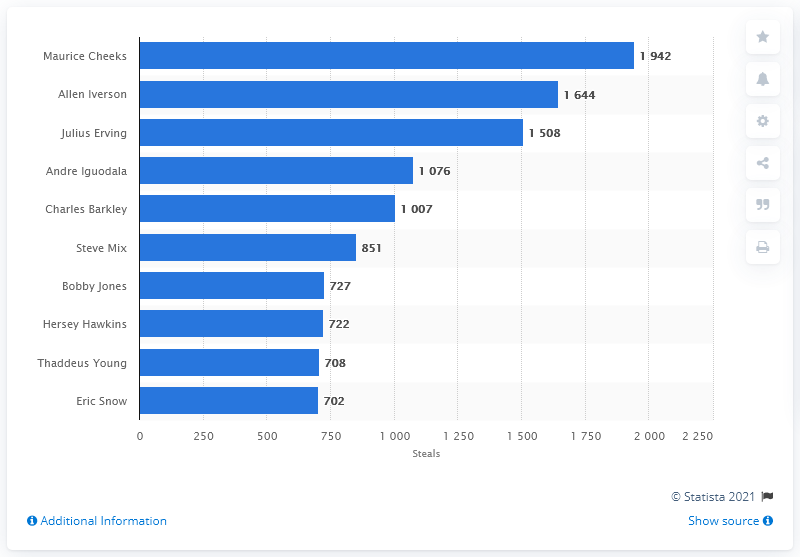 Maurice Cheeks 1 942
Allen Iverson 1 644
Julius Erving 1 508
Andre Iguodala 1 076
Charles Barkley 1 007
Steve Mix 851
Bobby Jones 727
Hersey Hawkins 722
Thaddeus Young 708
Eric Snow 702
0 250 500 750 1 000 1 250 1 500 1 750 2 000 2 250
Steals
© Statista 2021
Additional Information Show source